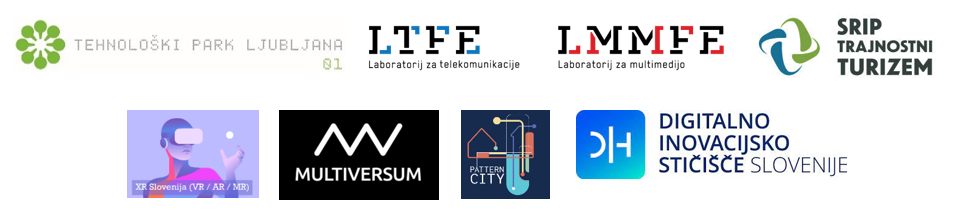 TEHNOLOŠKI PARK LJUBLJANA
01
LTFE
Laboratorij za telekomunikacije
LMMFE
Laboratorij za multimedijo
SRIP
TRAJNOSTNI
TURIZEM
XR Slovenija (VR / AR / MR)
MULTIVERSUM
PATTERN
CITY
DIH
DIGITALNO
INOVACIJSKO
STIČIŠČE SLOVENIJE